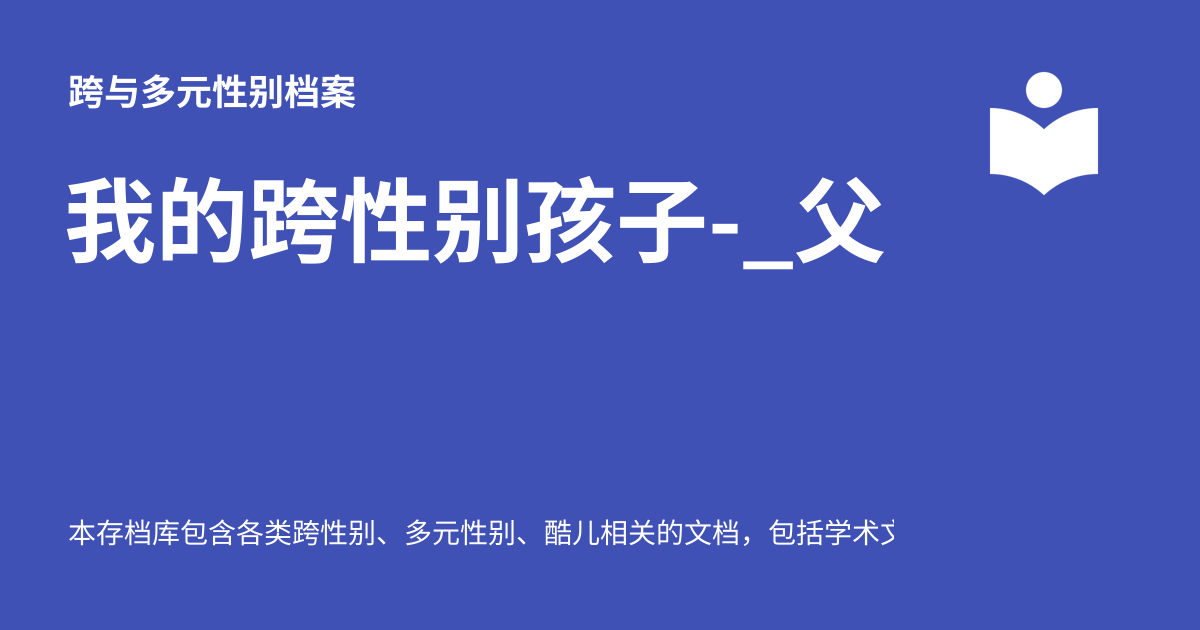 跨与多元性别档案
我的跨性别孩子-_父
本存档库包含各类跨性别、多元性别、酷儿相关的文档，包括学术